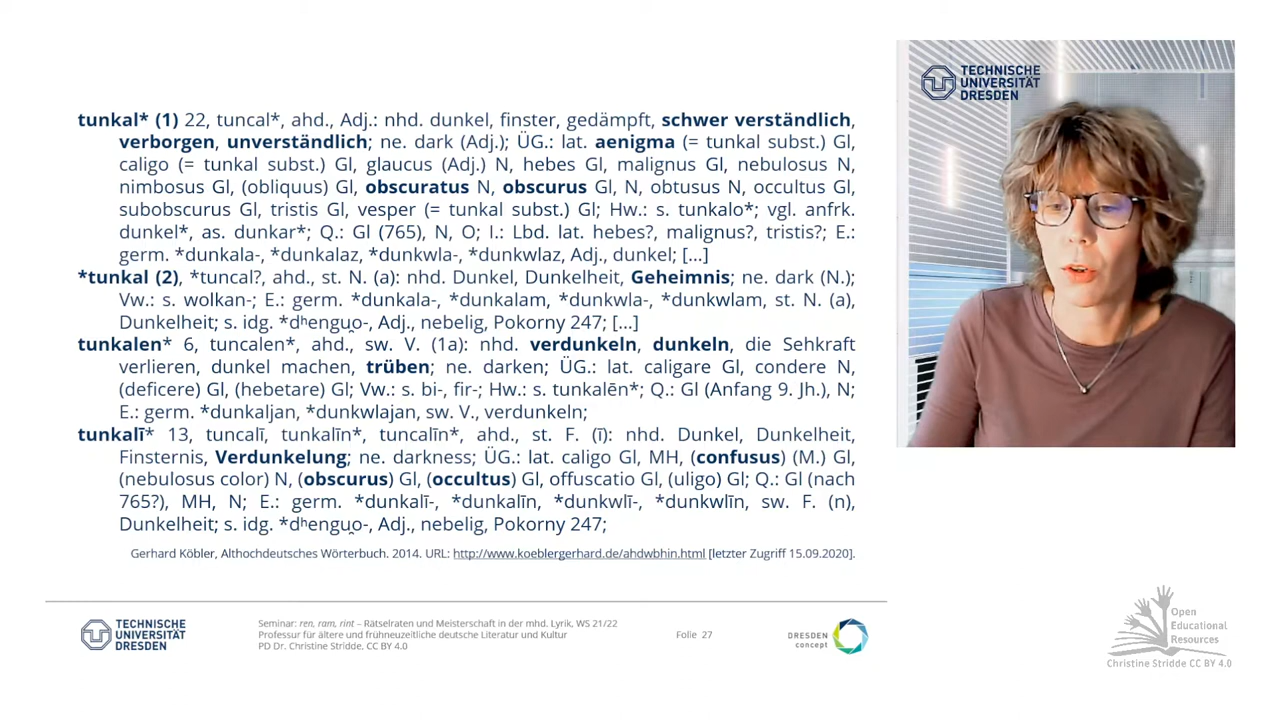 tunkal* (1) 22, tuncal*, ahd., Adj.: nhd. dunkel, finster, gedämpft, schwer verständlich,
verborgen, unverständlich; ne. dark (Adj.); ÜG.: lat. aenigma (= tunkal subst.) Gl,
caligo (= tunkal subst.) Gl, glaucus (Adj.) N, hebes Gl, malignus Gl, nebulosus N,
nimbosus Gl, (obliquus) Gl, obscuratus N, obscurus Gl, N, obtusus N, occultus Gl,
subobscurus Gl, tristis Gl, vesper (= tunkal subst.) Gl; Hw.: s. tunkalo*; vgl. anfrk.
dunkel*, as. dunkar*; Q.: Gl (765), N, O; I.: Lbd. lat. hebes?, malignus?, tristis?; E.:
germ. *dunkala-, *dunkalaz, *dunkwla-, *dunkwlaz, Adj., dunkel; [...]
*tunkal (2), *tuncal?, ahd., st. N. (a): nhd. Dunkel, Dunkelheit, Geheimnis; ne. dark (N.);
Vw.: s. wolkan-; E.: germ. *dunkala-, *dunkalam, *dunkwla-, *dunkwlam, st. N. (a),
Dunkelheit; s. idg. *dʰengu̯o-, Adj., nebelig, Pokorny 247; [...]
tunkalen* 6, tuncalen*, ahd., sw. V. (1a): nhd. verdunkeln, dunkeln, die Sehkraft
verlieren, dunkel machen, trüben; ne. darken; ÜG.: lat. caligare Gl, condere N,
(deficere) Gl, (hebetare) Gl; Vw.: s. bi-, fir-; Hw.: s. tunkalēn*; Q.: Gl (Anfang 9. Jh.), N;
E.: germ. *dunkaljan, *dunkwlajan, sw. V., verdunkeln;
tunkalī* 13, tuncalī, tunkalīn*, tuncalīn*, ahd., st. F. (ī): nhd. Dunkel, Dunkelheit,
Finsternis, Verdunkelung; ne. darkness; ÜG.: lat. caligo Gl, MH, (confusus) (M.) Gl,
(nebulosus color) N, (obscurus) Gl, (occultus) Gl, offuscatio Gl, (uligo) Gl; Q.: Gl (nach
765?), MH, N; E.: germ. *dunkalī-, *dunkalīn, *dunkwlī-, *dunkwlīn, sw. F. (n),
Dunkelheit; s. idg. *dʰengu̯o-, Adj., nebelig, Pokorny 247;
Gerhard Köbler, Althochdeutsches Wörterbuch. 2014. URL: http://www.koeblergerhard.de/ahdwbhin.html [letzter Zugriff 15.09.2020].
TECHNISCHE
UNIVERSITÄT
DRESDEN
Seminar: ren, ram, rint – Rätselraten und Meisterschaft in der mhd. Lyrik, WS 21/22
Professur für ältere und frühneuzeitliche deutsche Literatur und Kultur
PD Dr. Christine Stridde. CC BY 4.0
Folie 27
DRESDEN
concept
TECHNISCHE
UNIVERSITÄT
DRESDEN
Open
Educational
Resources
Christine Stridde CC BY 4.0